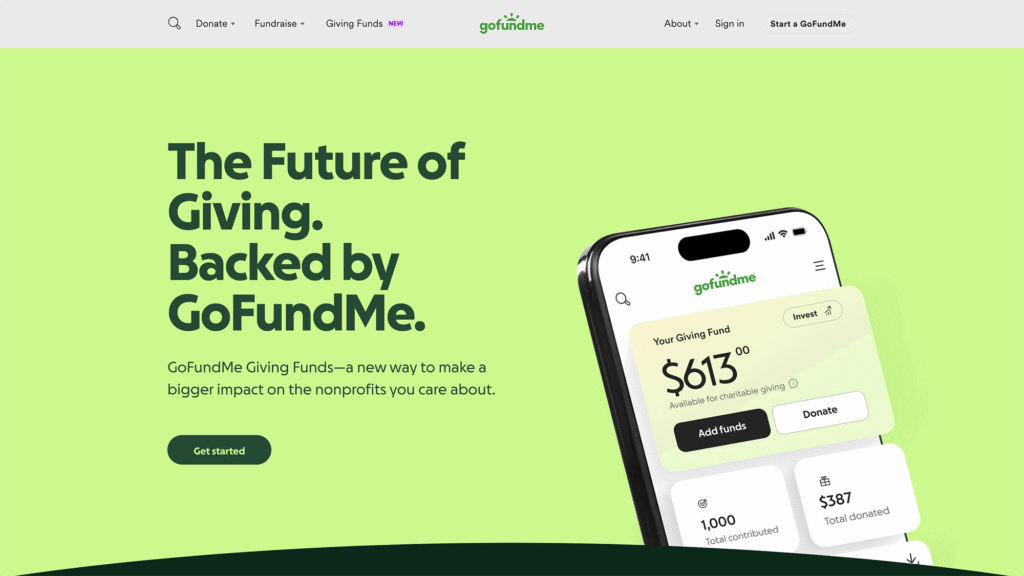 Donate
Fundraise
Giving Funds NEW
gofundme
About
Sign in
Start a GoFundMe
The Future of
Giving.
Backed by
GoFundMe.
GoFundMe Giving Funds—a new way to make a
bigger impact on the nonprofits you care about.
Get started
9:41
gofundme
Your Giving Fund
Invest
$613 00
Available for charitable giving
Add funds
Donate
1,000
Total contributed
$387
Total donated